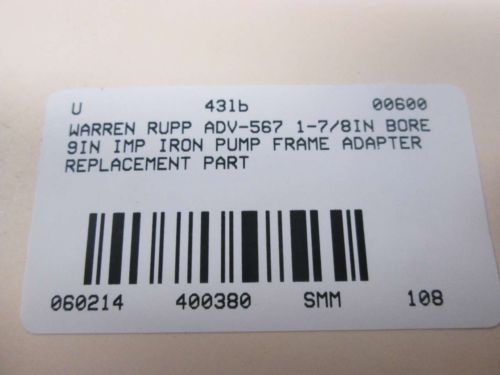 U 431b 00600
WARREN RUPP ADV-567 1-7/8IN BORE
9IN IMP IRON PUMP FRAME ADAPTER
REPLACEMENT PART
060214 400380 SMM 108